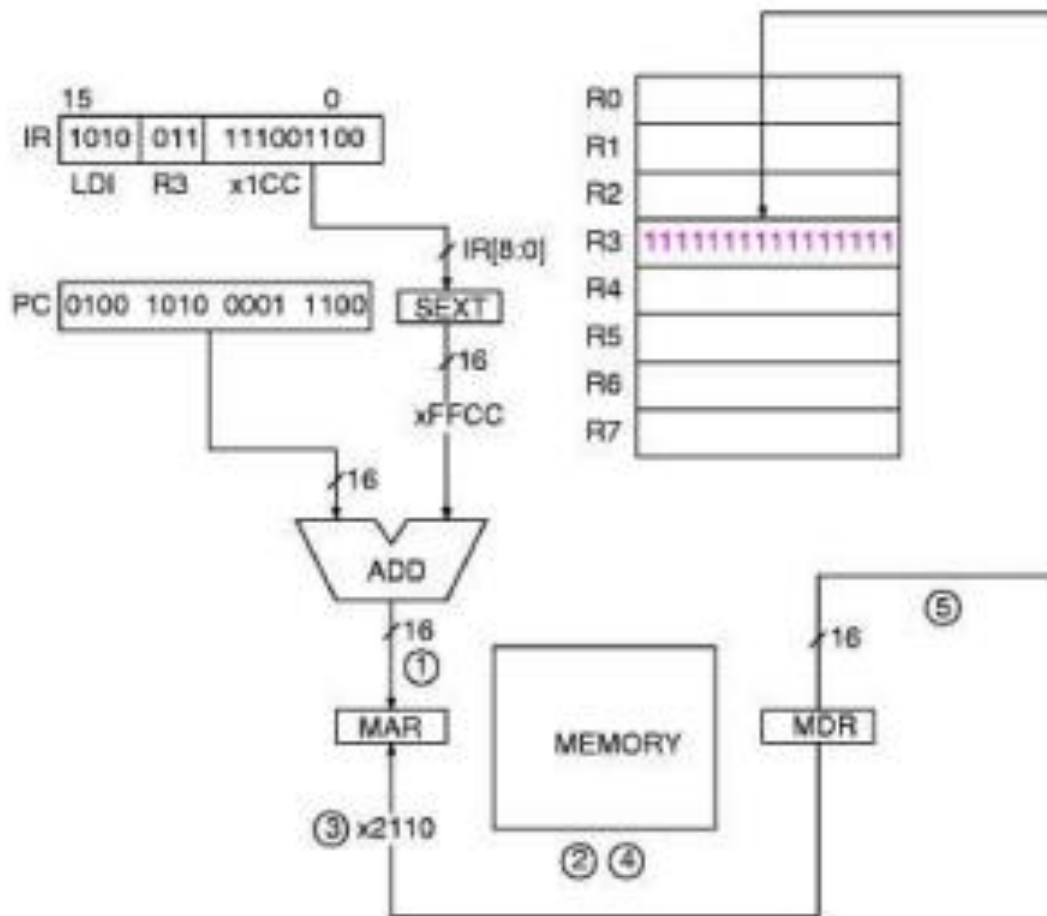 15 0
IR 1010 011 111001100
LDI R3 x1CC
IR[8:0]
PC 0100 1010 0001 1100
SEXT
16
xFFCC
16
ADD
16
①
MAR
③ x2110
MEMORY
② ④
MDR
16
⑤
R0
R1
R2
R3 1111111111111111
R4
R5
R6
R7